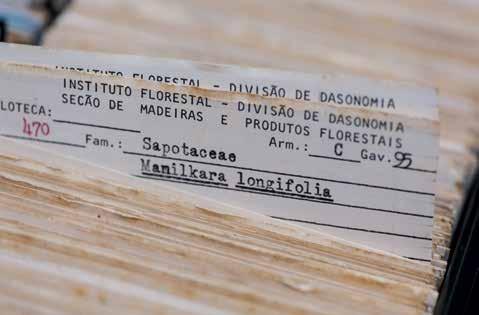 INSTITUTO FLORESTAL - DIVISÃO DE DASONOMIA
INSTITUTO FLORESTAL - DIVISÃO DE DASONOMIA
SEÇÃO DE MADEIRAS E PRODUTOS FLORESTAIS
LOTECA: 470 Arm.: C Gav. 95
Fam.: Sapotaceae
Manilkara longifolia